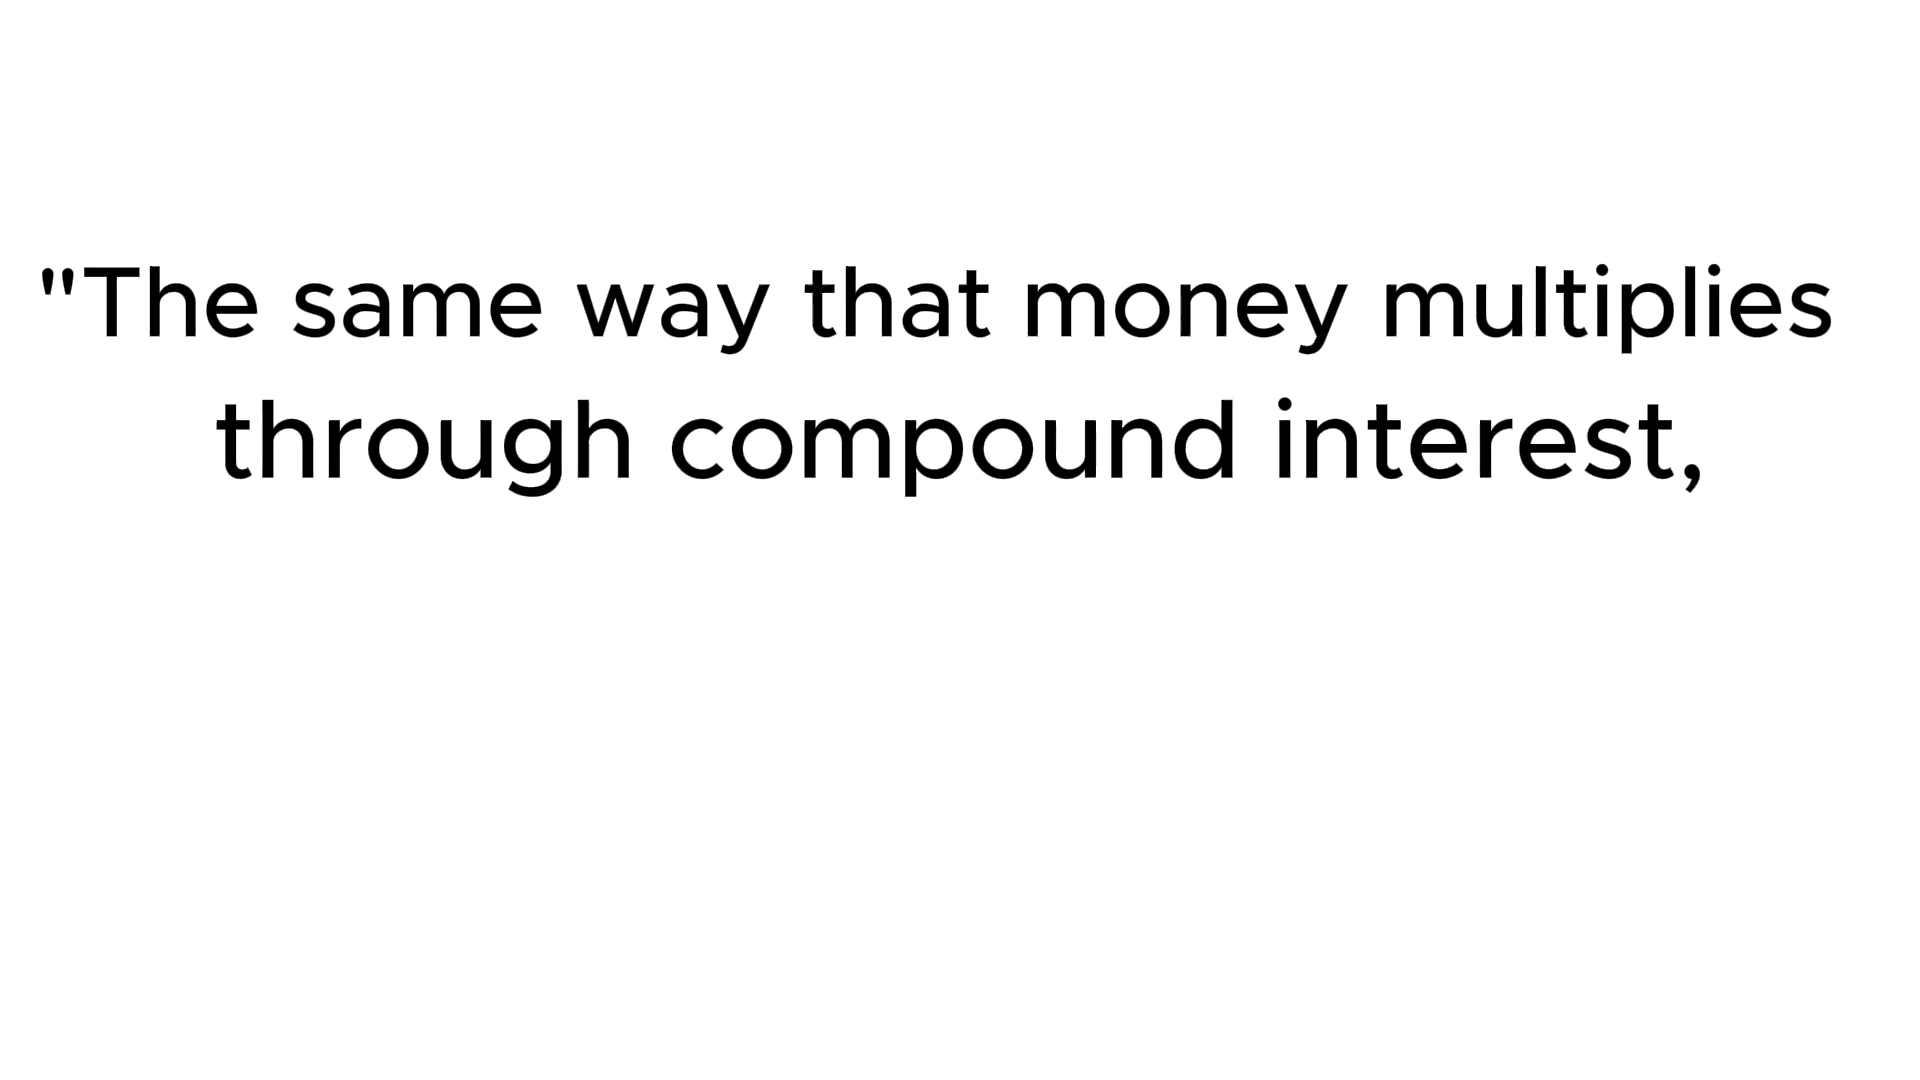 "The same way that money multiplies
through compound interest,